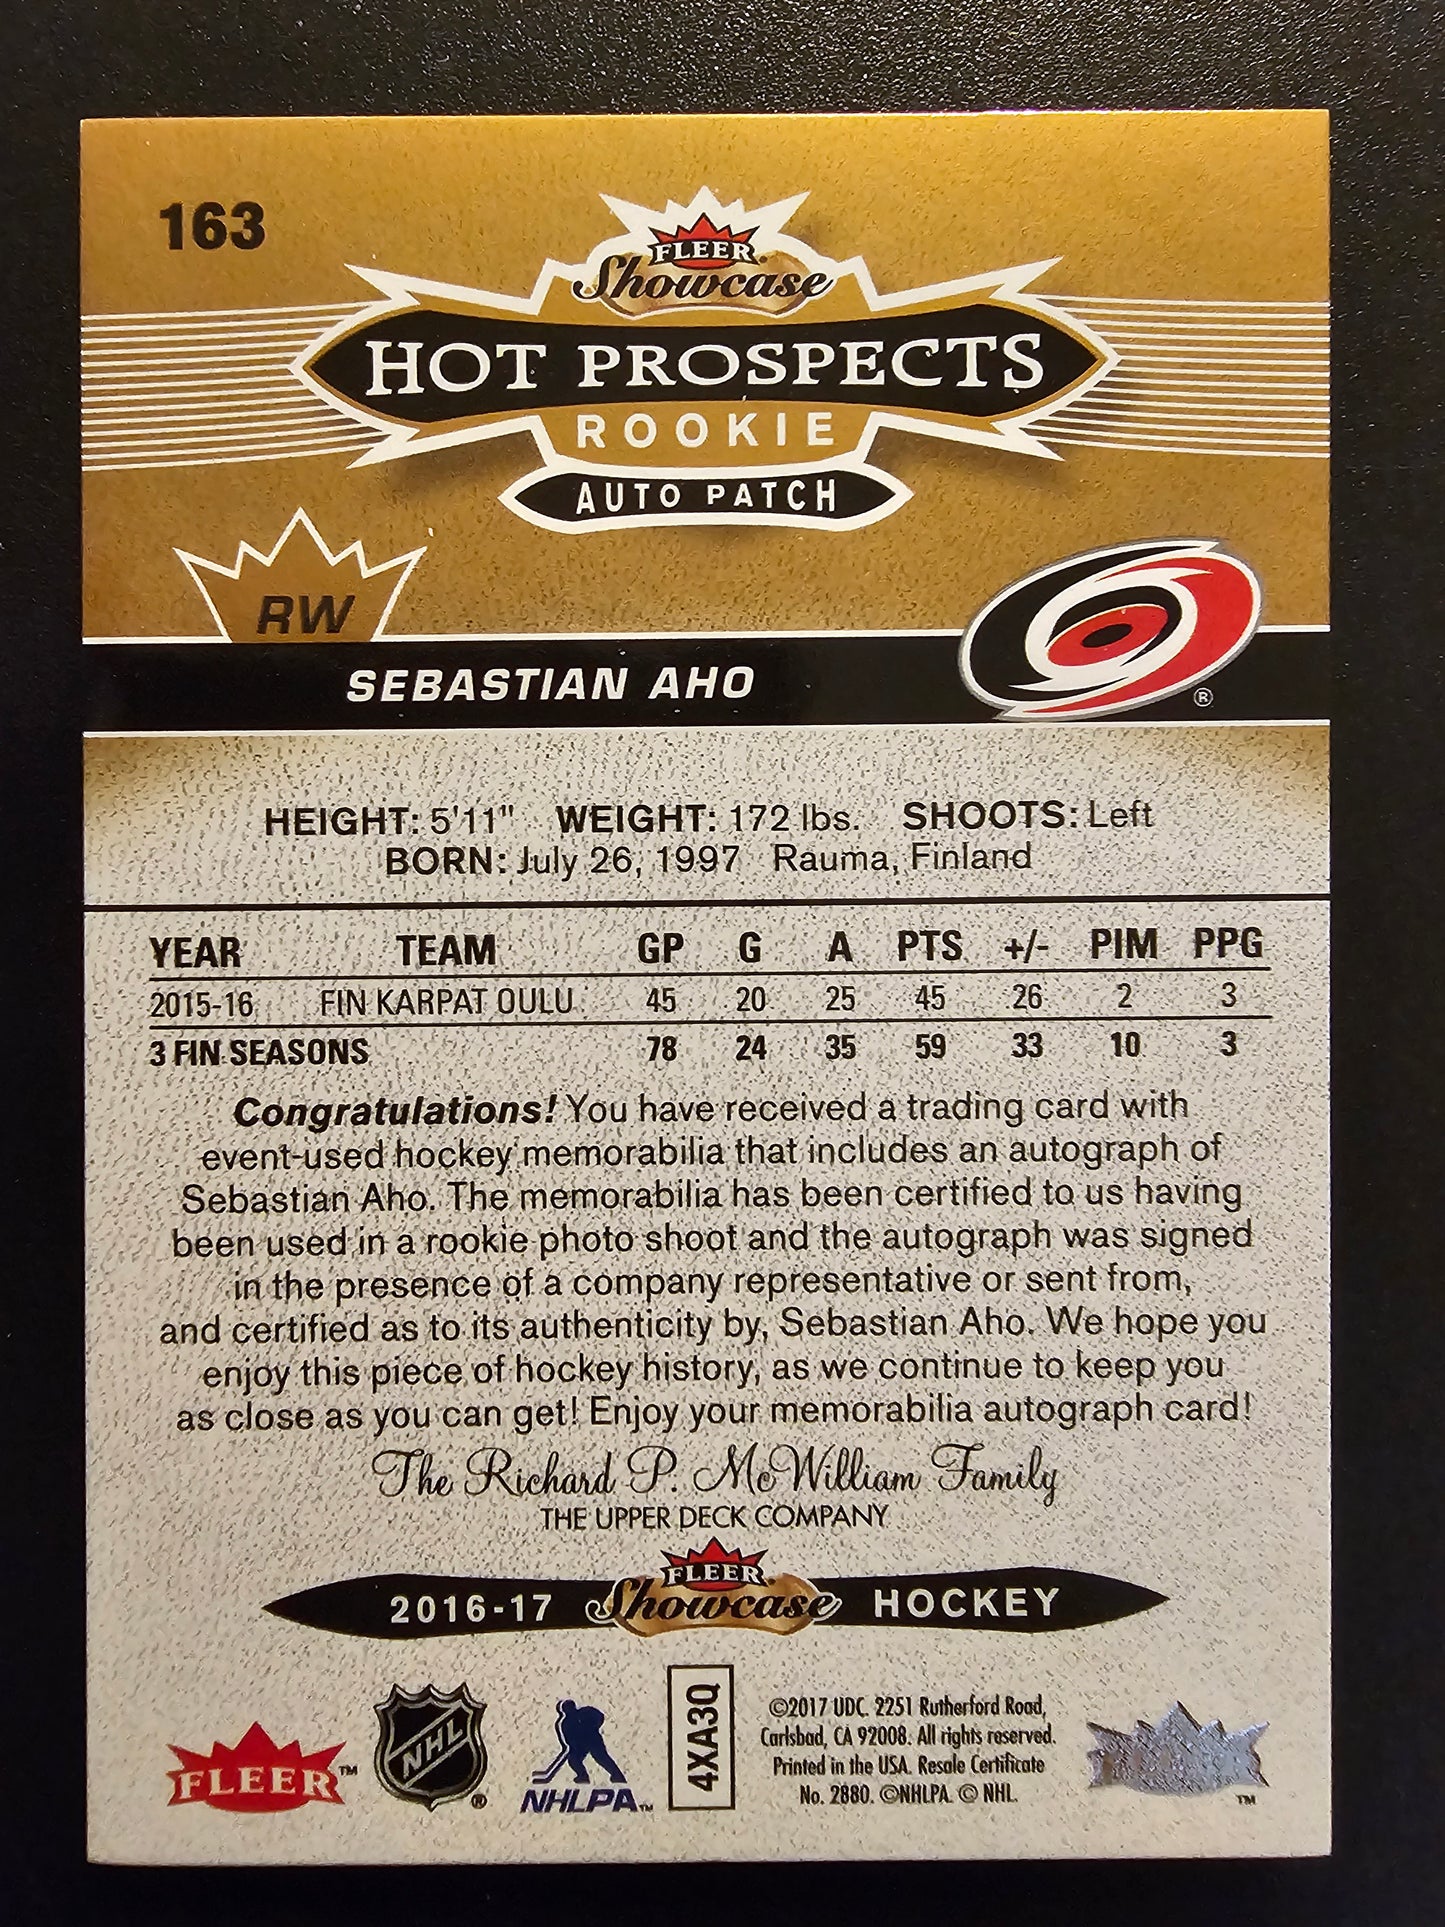 163
FLEER
Showcase
HOT PROSPECTS
ROOKIE
AUTO PATCH
RW
SEBASTIAN AHO
®
HEIGHT: 5'11" WEIGHT: 172 lbs. SHOOTS: Left
BORN: July 26, 1997 Rauma, Finland
YEAR TEAM GP G A PTS +/- PIM PPG
2015-16 FIN KARPAT OULU 45 20 25 45 26 2 3
3 FIN SEASONS 78 24 35 59 33 10 3
Congratulations! You have received a trading card with
event-used hockey memorabilia that includes an autograph of
Sebastian Aho. The memorabilia has been certified to us having
been used in a rookie photo shoot and the autograph was signed
in the presence of a company representative or sent from,
and certified as to its authenticity by, Sebastian Aho. We hope you
enjoy this piece of hockey history, as we continue to keep you
as close as you can get! Enjoy your memorabilia autograph card!
The Richard P. McWilliam Family
THE UPPER DECK COMPANY
2016-17 FLEER Showcase HOCKEY
FLEER™
NHL®
NHLPA™
4XA3Q
©2017 UDC. 2251 Rutherford Road,
Carlsbad, CA 92008. All rights reserved.
Printed in the USA. Resale Certificate
No. 2880. ©NHLPA. © NHL.
™